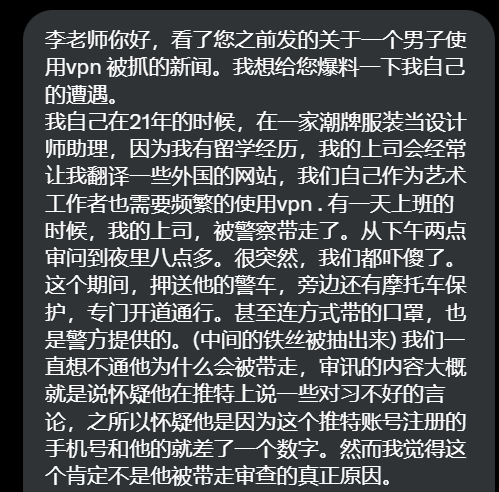 李老师你好，看了您之前发的关于一个男子使
用vpn 被抓的新闻。我想给您爆料一下我自己
的遭遇。
我自己在21年的时候，在一家潮牌服装当设计
师助理，因为我有留学经历，我的上司会经常
让我翻译一些外国的网站，我们自己作为艺术
工作者也需要频繁的使用vpn . 有一天上班的
时候，我的上司，被警察带走了。从下午两点
审问到夜里八点多。很突然，我们都吓傻了。
这个期间，押送他的警车，旁边还有摩托车保
护，专门开道通行。甚至连方式带的口罩，也
是警方提供的。(中间的铁丝被抽出来) 我们一
直想不通他为什么会被带走，审讯的内容大概
就是说怀疑他在推特上说一些对习不好的言
论，之所以怀疑他是因为这个推特账号注册的
手机号和他的就差了一个数字。然而我觉得这
个肯定不是他被带走审查的真正原因。